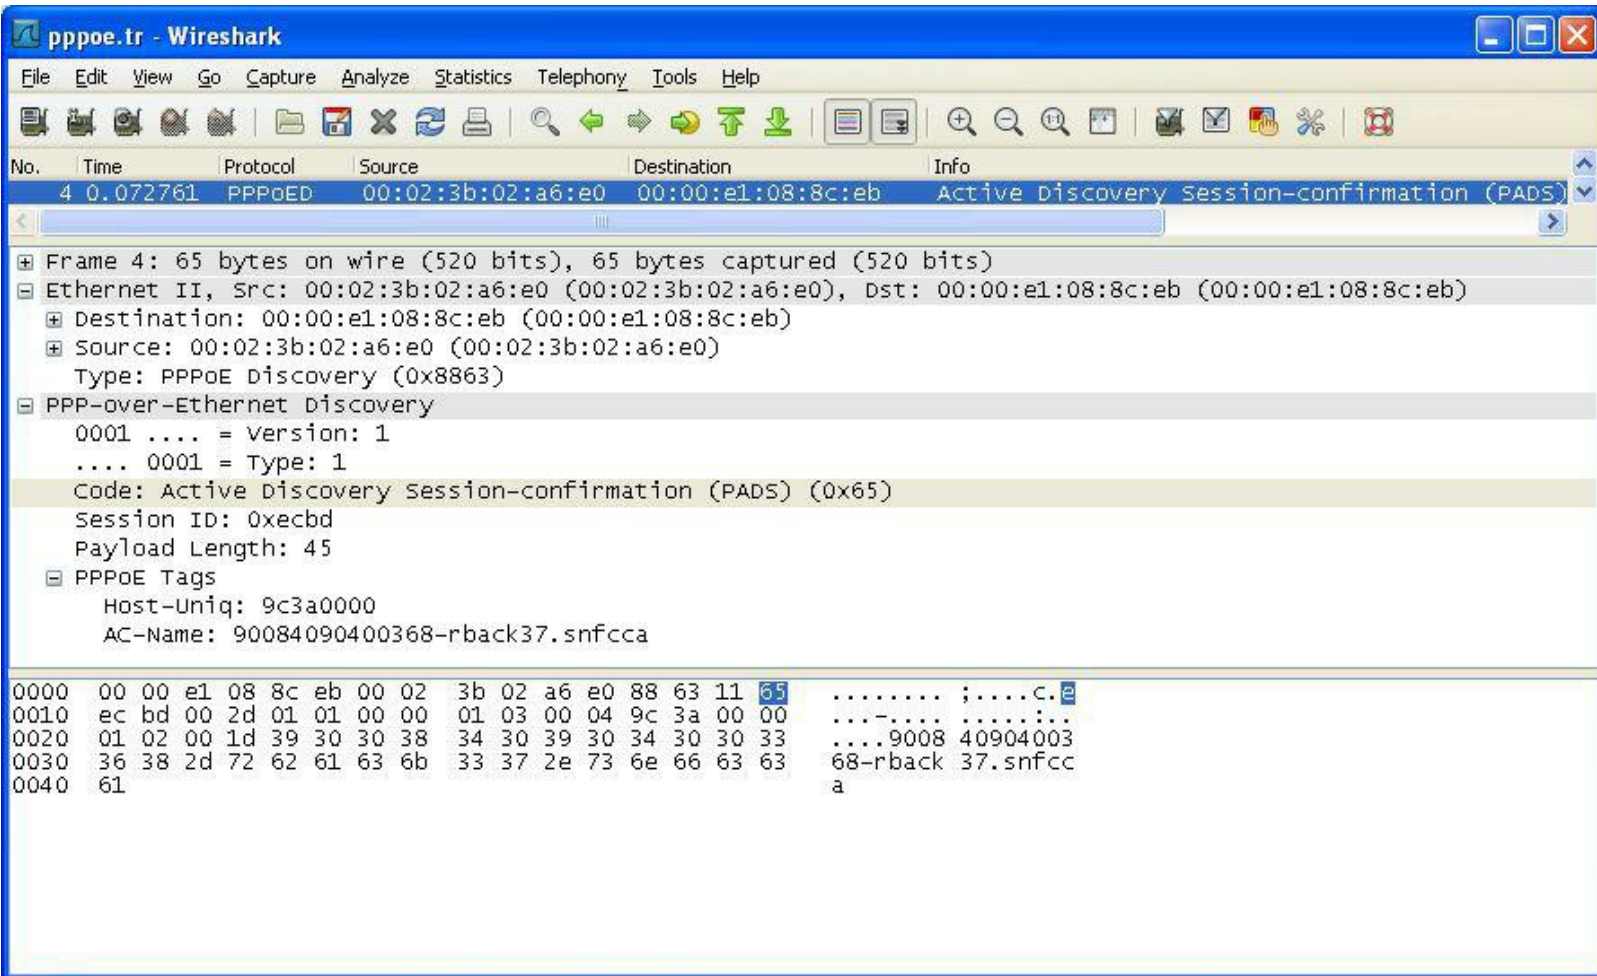 pppoe.tr - Wireshark
File Edit View Go Capture Analyze Statistics Telephony Tools Help
No. Time Protocol Source Destination Info
4 0.072761 PPPoED 00:02:3b:02:a6:e0 00:00:e1:08:8c:eb Active Discovery Session-confirmation (PADS)
Frame 4: 65 bytes on wire (520 bits), 65 bytes captured (520 bits)
Ethernet II, Src: 00:02:3b:02:a6:e0 (00:02:3b:02:a6:e0), Dst: 00:00:e1:08:8c:eb (00:00:e1:08:8c:eb)
Destination: 00:00:e1:08:8c:eb (00:00:e1:08:8c:eb)
Source: 00:02:3b:02:a6:e0 (00:02:3b:02:a6:e0)
Type: PPPoE Discovery (0x8863)
PPP-over-Ethernet Discovery
0001 .... = Version: 1
.... 0001 = Type: 1
Code: Active Discovery Session-confirmation (PADS) (0x65)
Session ID: 0xecbd
Payload Length: 45
PPPoE Tags
Host-Uniq: 9c3a0000
AC-Name: 90084090400368-rback37.snfcca
0000 00 00 e1 08 8c eb 00 02 3b 02 a6 e0 88 63 11 65 ........ ;....c.e
0010 ec bd 00 2d 01 01 00 00 01 03 00 04 9c 3a 00 00 ...-.... .....:..
0020 01 02 00 1d 39 30 30 38 34 30 39 30 34 30 30 33 ....9008 40904003
0030 36 38 2d 72 62 61 63 6b 33 37 2e 73 6e 66 63 63 68-rback 37.snfcc
0040 61 a